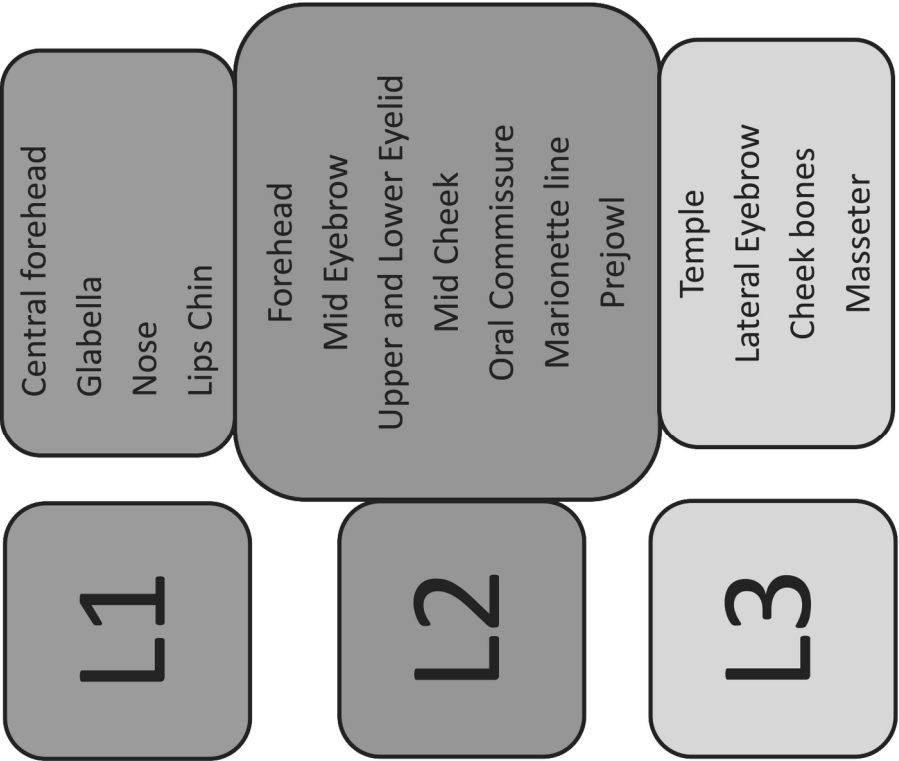 L1
Central forehead
Glabella
Nose
Lips Chin
L2
Forehead
Mid Eyebrow
Upper and Lower Eyelid
Mid Cheek
Oral Commissure
Marionette line
Prejowl
L3
Temple
Lateral Eyebrow
Cheek bones
Masseter